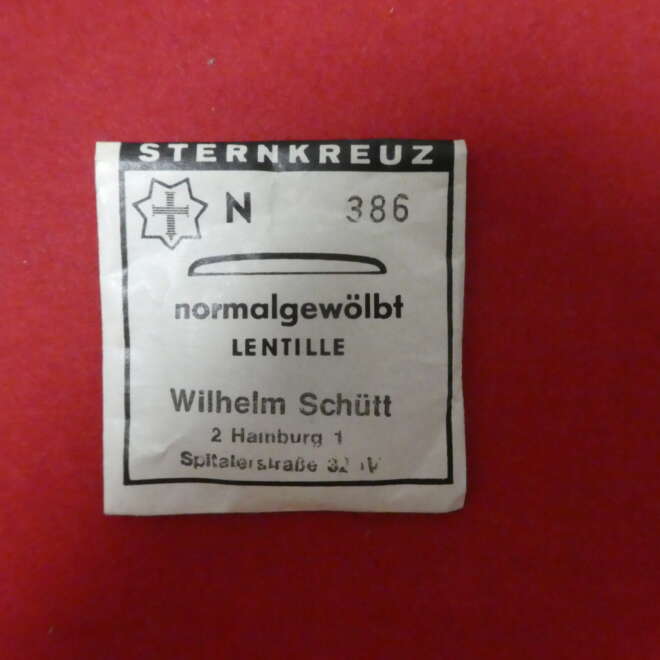 STERNKREUZ
N 386
normalgewölbt
LENTILLE
Wilhelm Schütt
2 Hamburg 1
Spitalerstraße